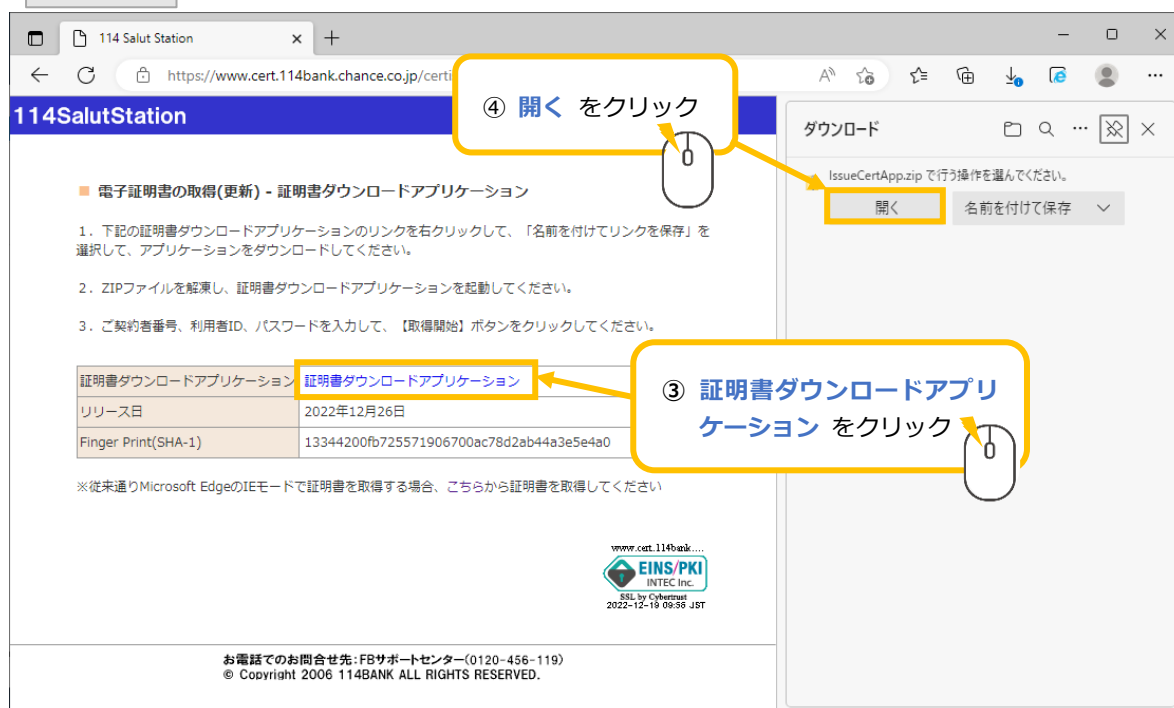 114 Salut Station
https://www.cert.114bank.chance.co.jp/certi
114SalutStation
④ 開く をクリック
ダウンロード
IssueCertApp.zip で行う操作を選んでください。
開く 名前を付けて保存
■ 電子証明書の取得(更新) - 証明書ダウンロードアプリケーション
1．下記の証明書ダウンロードアプリケーションのリンクを右クリックして、「名前を付けてリンクを保存」を
選択して、アプリケーションをダウンロードしてください。
2．ZIPファイルを解凍し、証明書ダウンロードアプリケーションを起動してください。
3．ご契約者番号、利用者ID、パスワードを入力して、【取得開始】ボタンをクリックしてください。
証明書ダウンロードアプリケーション 証明書ダウンロードアプリケーション
リリース日 2022年12月26日
Finger Print(SHA-1) 13344200fb725571906700ac78d2ab44a3e5e4a0
③ 証明書ダウンロードアプリ
ケーション をクリック
※従来通りMicrosoft EdgeのIEモードで証明書を取得する場合、こちらから証明書を取得してください
www.cert.114bank....
EINS/PKI
INTEC Inc.
SSL by Cybertrust
2022-12-19 09:56 JST
お電話でのお問合せ先:FBサポートセンター(0120-456-119)
© Copyright 2006 114BANK ALL RIGHTS RESERVED.